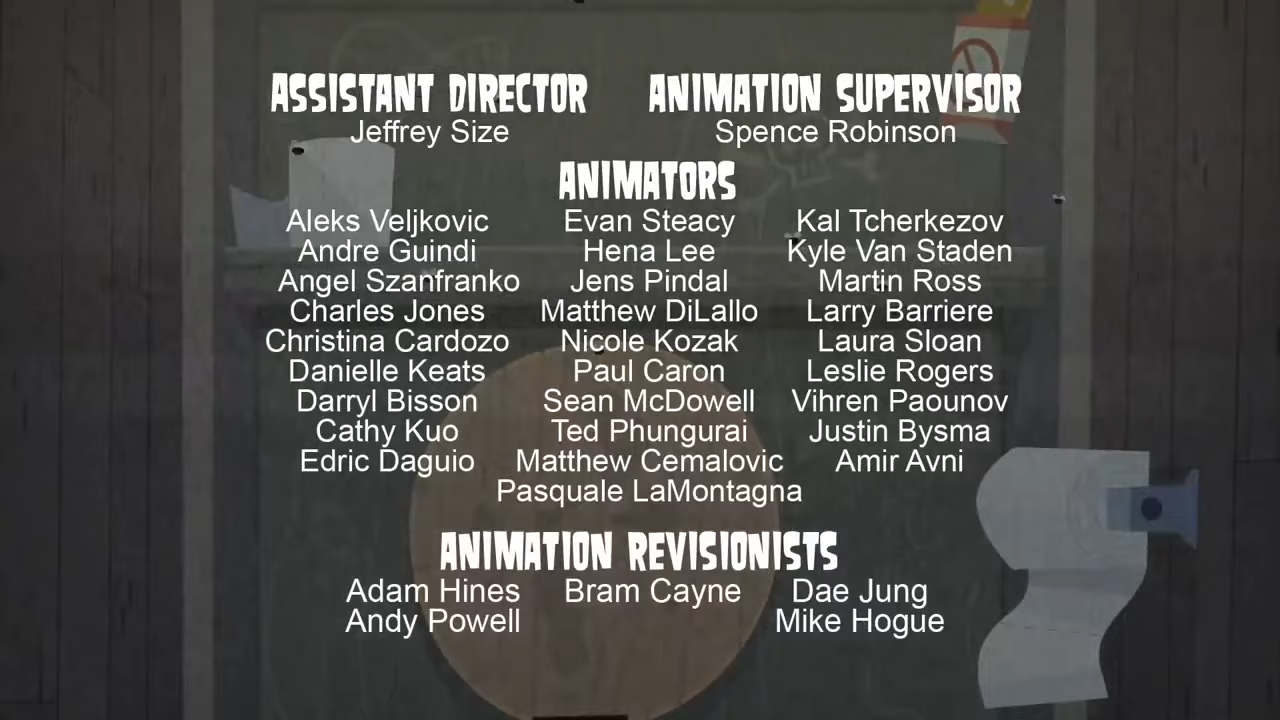 ASSISTANT DIRECTOR ANIMATION SUPERVISOR
Jeffrey Size Spence Robinson
ANIMATORS
Aleks Veljkovic Evan Steacy Kal Tcherkezov
Andre Guindi Hena Lee Kyle Van Staden
Angel Szanfranko Jens Pindal Martin Ross
Charles Jones Matthew DiLallo Larry Barriere
Christina Cardozo Nicole Kozak Laura Sloan
Danielle Keats Paul Caron Leslie Rogers
Darryl Bisson Sean McDowell Vihren Paounov
Cathy Kuo Ted Phungurai Justin Bysma
Edric Daguio Matthew Cemalovic Amir Avni
Pasquale LaMontagna
ANIMATION REVISIONISTS
Adam Hines Bram Cayne Dae Jung
Andy Powell Mike Hogue